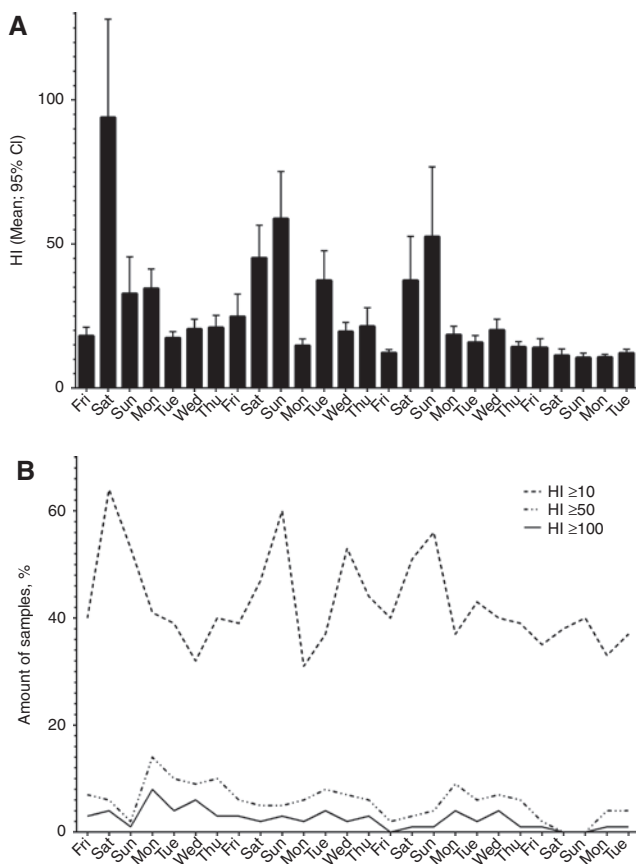 A
HI (Mean; 95% CI)
100
50
0
Fri Sat Sun Mon Tue Wed Thu Fri Sat Sun Mon Tue Wed Thu Fri Sat Sun Mon Tue Wed Thu Fri Sat Sun Mon Tue
B
Amount of samples, %
60
40
20
0
HI ≥10
HI ≥50
HI ≥100
Fri Sat Sun Mon Tue Wed Thu Fri Sat Sun Mon Tue Wed Thu Fri Sat Sun Mon Tue Wed Thu Fri Sat Sun Mon Tue